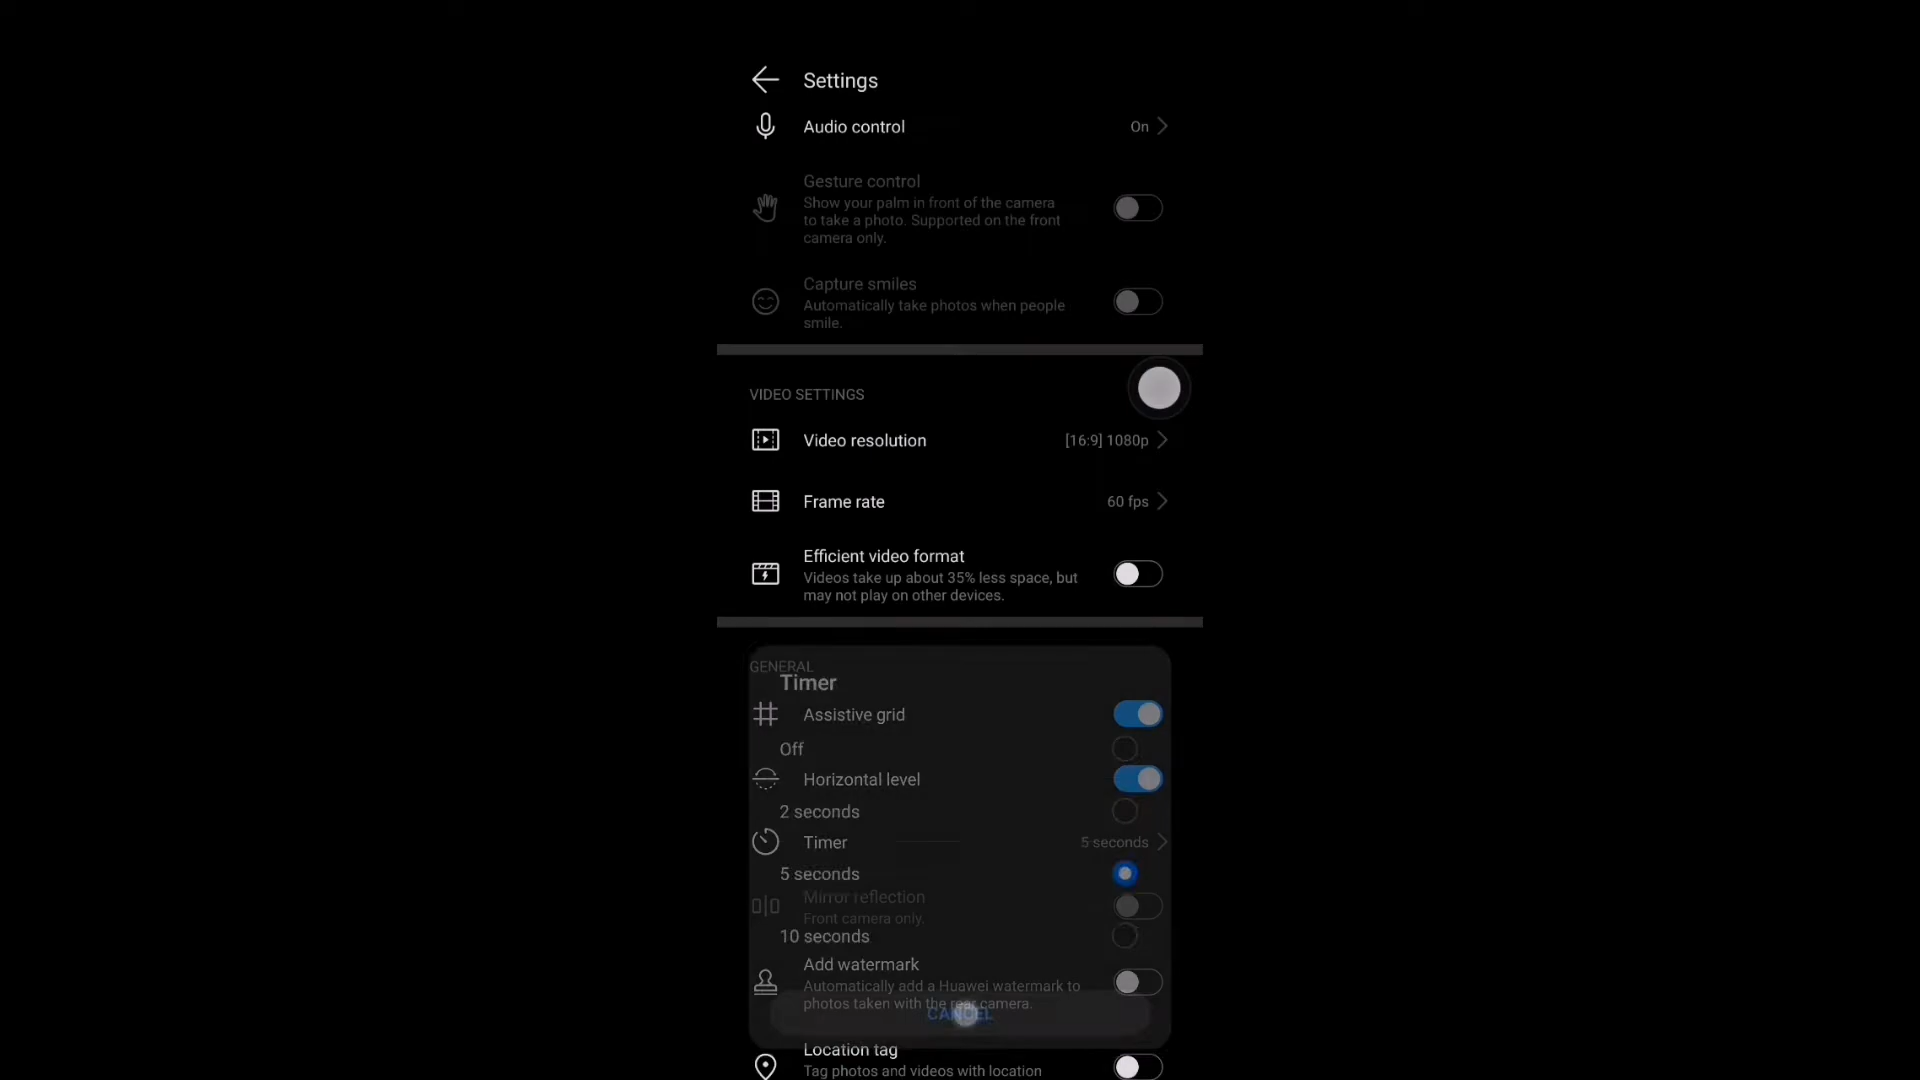 Settings
Audio control On
Gesture control
Show your palm in front of the camera
to take a photo. Supported on the front
camera only.
Capture smiles
Automatically take photos when people
smile.
VIDEO SETTINGS
Video resolution [16:9] 1080p
Frame rate 60 fps
Efficient video format
Videos take up about 35% less space, but
may not play on other devices.
GENERAL
Timer
Assistive grid
Off
Horizontal level
2 seconds
Timer 5 seconds
5 seconds
Mirror reflection
Front camera only.
10 seconds
Add watermark
Automatically add a Huawei watermark to
photos taken with the rear camera.
CANCEL
Location tag
Tag photos and videos with location